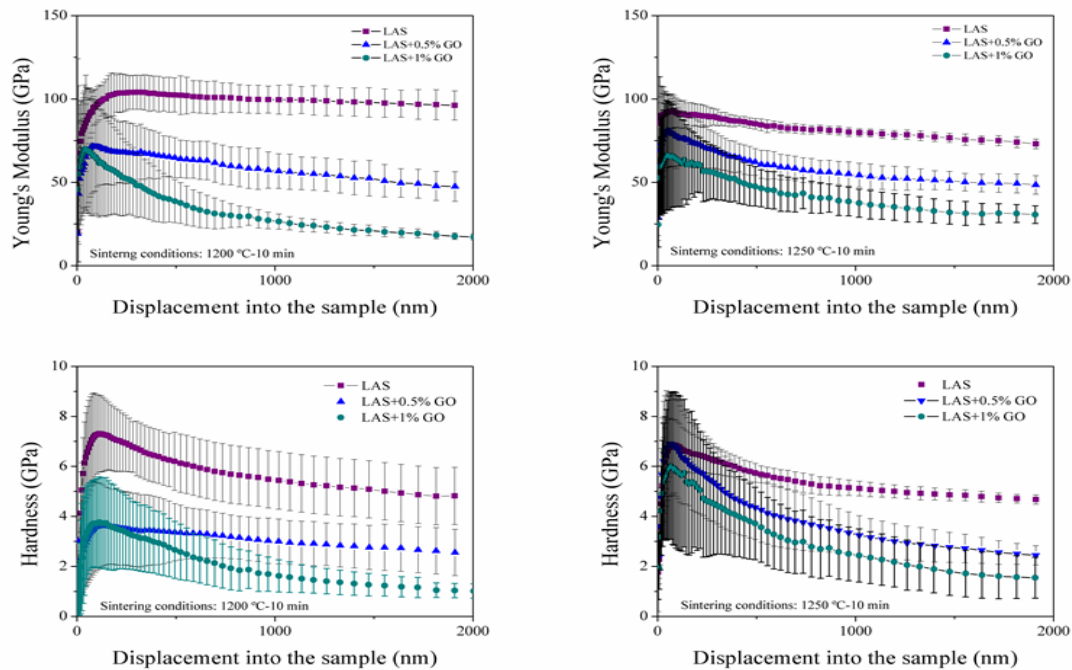 150
100
50
0
Young's Modulus (GPa)
LAS
LAS+0.5% GO
LAS+1% GO
Sinterng conditions: 1200 ºC-10 min
0
1000
2000
Displacement into the sample (nm)
150
100
50
0
Young's Modulus (GPa)
LAS
LAS+0.5% GO
LAS+1% GO
Sintering conditions: 1250 ºC-10 min
0
1000
2000
Displacement into the sample (nm)
10
8
6
4
2
0
Hardness (GPa)
LAS
LAS+0.5% GO
LAS+1% GO
Sintering conditions: 1200 ºC-10 min
0
1000
2000
Displacement into the sample (nm)
10
8
6
4
2
0
Hardness (GPa)
LAS
LAS+0.5% GO
LAS+1% GO
Sintering conditions: 1250 ºC-10 min
0
1000
2000
Displacement into the sample (nm)